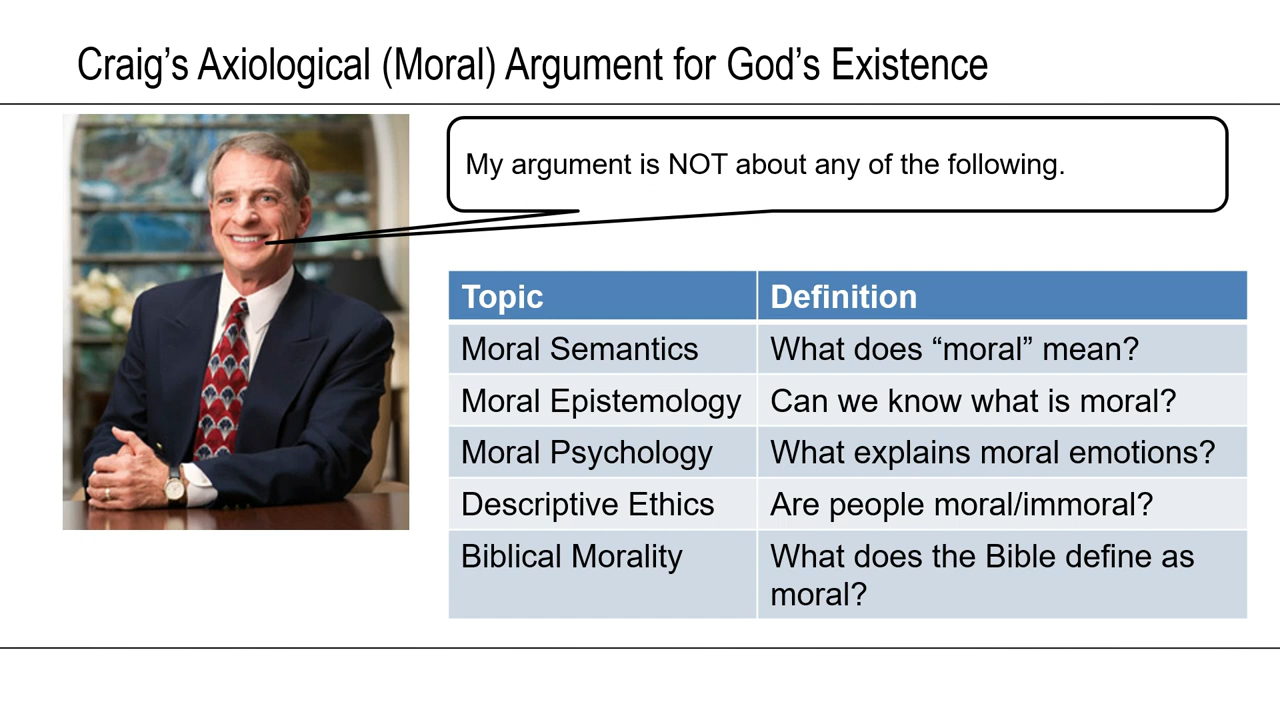 Craig’s Axiological (Moral) Argument for God’s Existence
My argument is NOT about any of the following.
Topic Definition
Moral Semantics What does “moral” mean?
Moral Epistemology Can we know what is moral?
Moral Psychology What explains moral emotions?
Descriptive Ethics Are people moral/immoral?
Biblical Morality What does the Bible define as
moral?